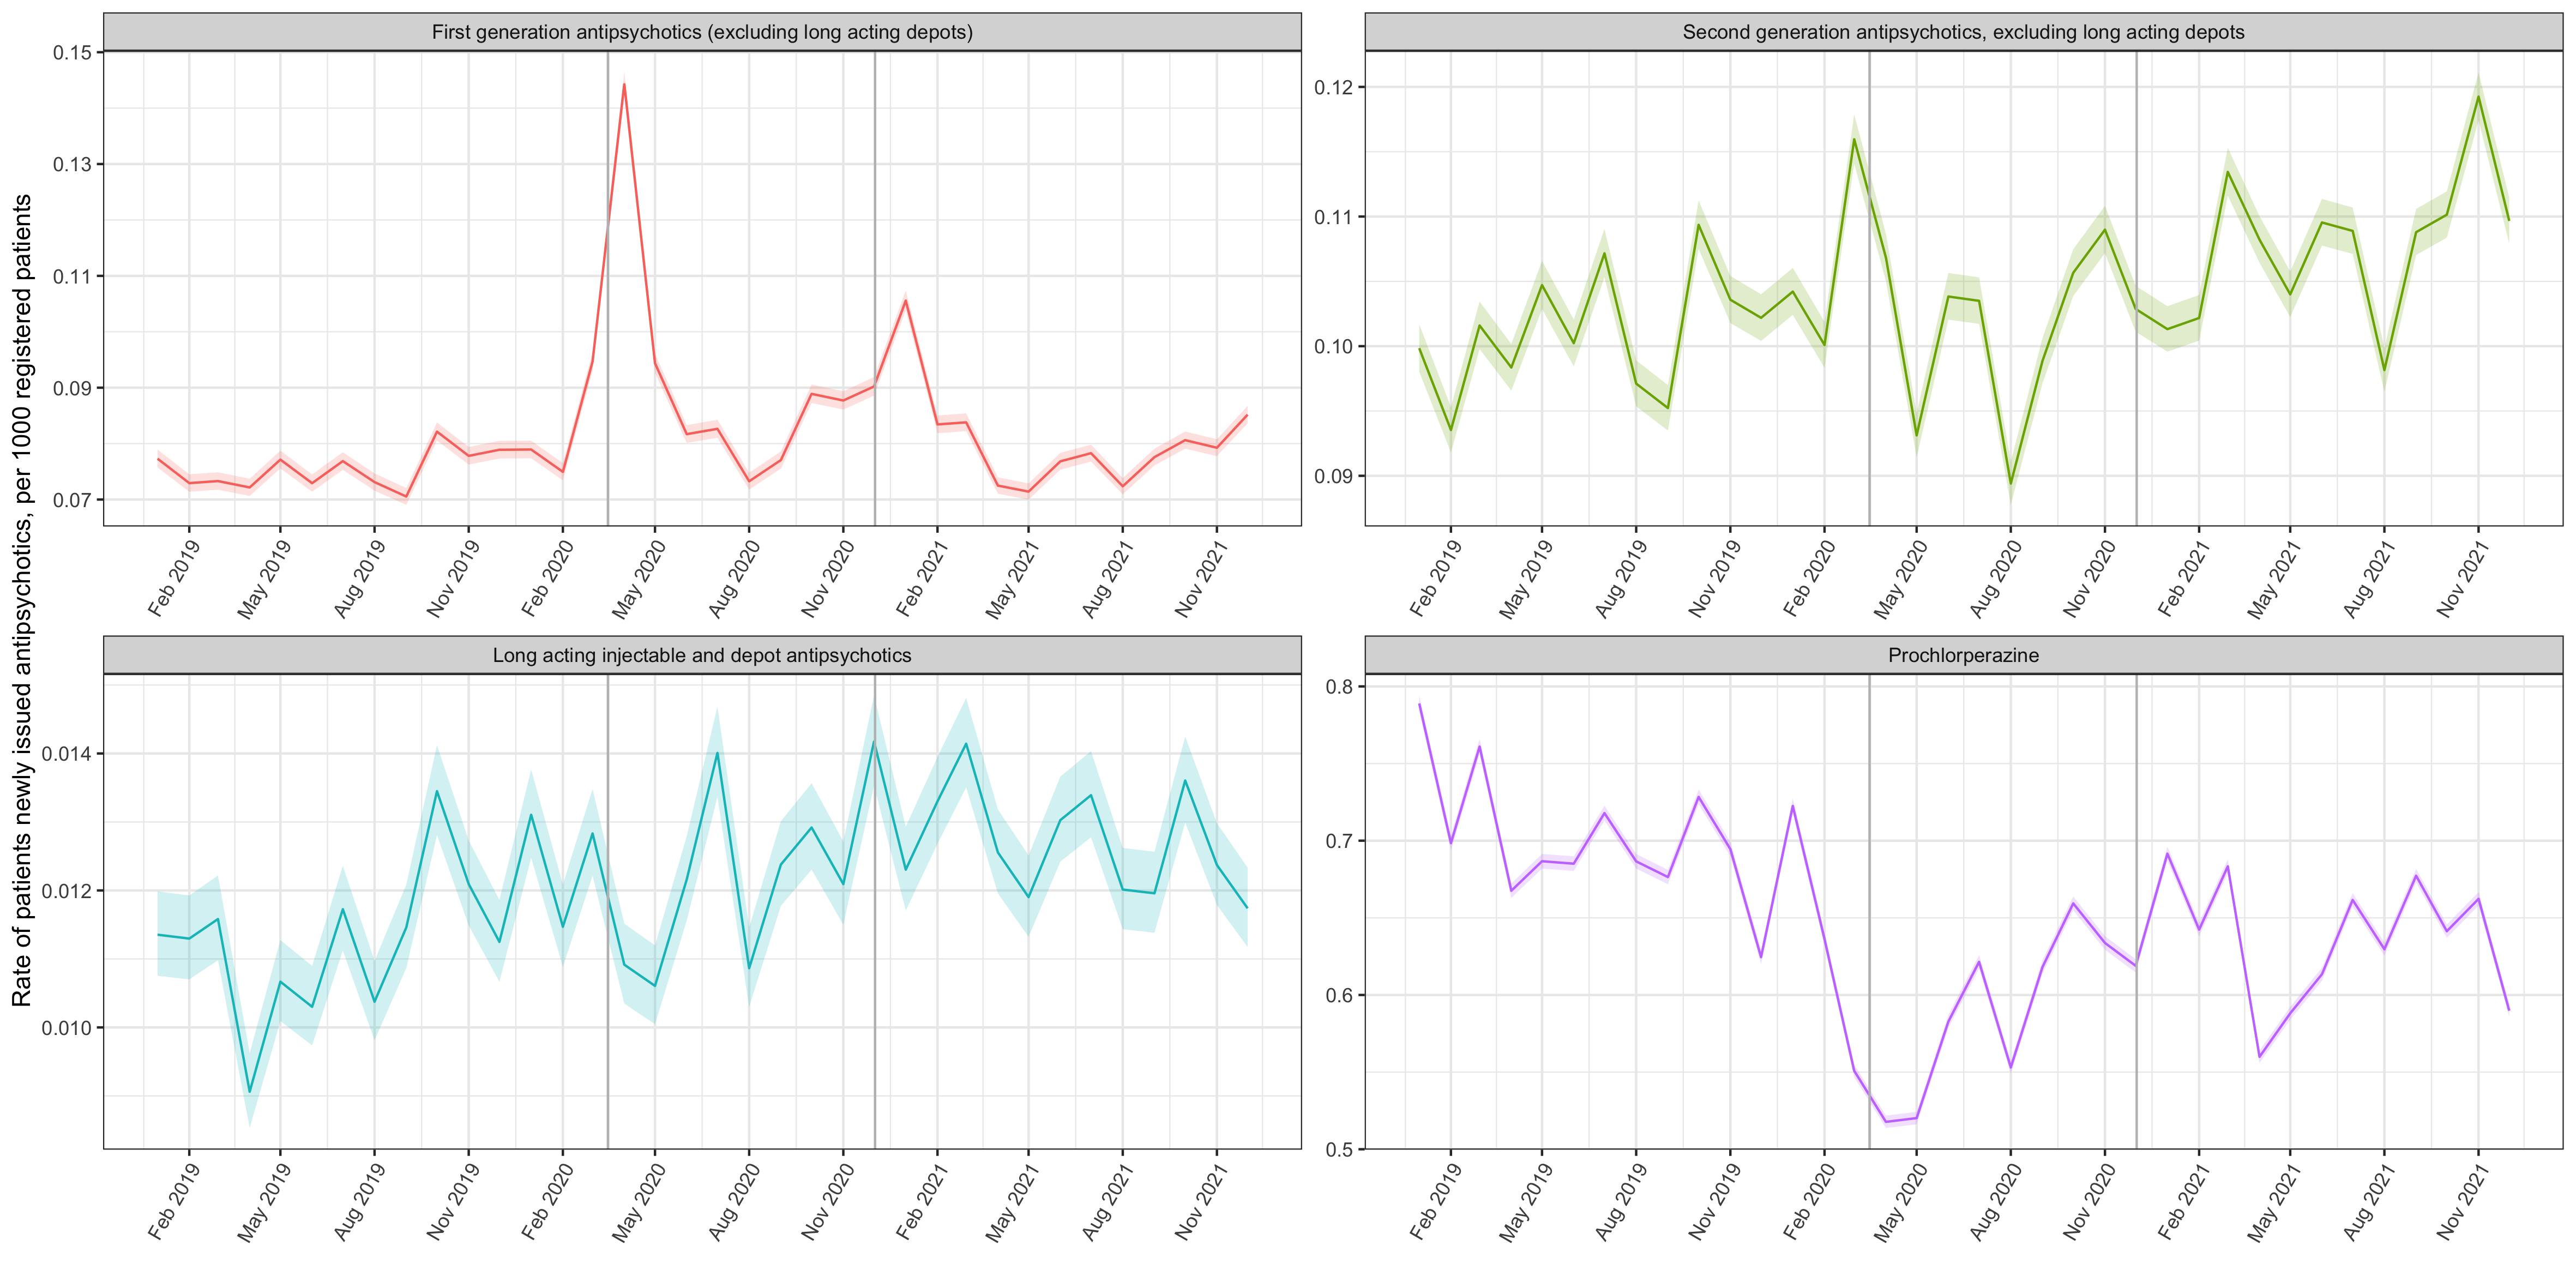 Rate of patients newly issued antipsychotics, per 1000 registered patients
First generation antipsychotics (excluding long acting depots)
0.15
0.13
0.11
0.09
0.07
Feb 2019
May 2019
Aug 2019
Nov 2019
Feb 2020
May 2020
Aug 2020
Nov 2020
Feb 2021
May 2021
Aug 2021
Nov 2021
Second generation antipsychotics, excluding long acting depots
0.12
0.11
0.10
0.09
Feb 2019
May 2019
Aug 2019
Nov 2019
Feb 2020
May 2020
Aug 2020
Nov 2020
Feb 2021
May 2021
Aug 2021
Nov 2021
Long acting injectable and depot antipsychotics
0.014
0.012
0.010
Feb 2019
May 2019
Aug 2019
Nov 2019
Feb 2020
May 2020
Aug 2020
Nov 2020
Feb 2021
May 2021
Aug 2021
Nov 2021
Prochlorperazine
0.8
0.7
0.6
0.5
Feb 2019
May 2019
Aug 2019
Nov 2019
Feb 2020
May 2020
Aug 2020
Nov 2020
Feb 2021
May 2021
Aug 2021
Nov 2021